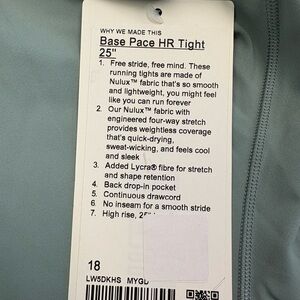 WHY WE MADE THIS
Base Pace HR Tight
25"
1. Free stride, free mind. These
running tights are made of
Nulux™ fabric that's so smooth
and lightweight, you might feel
like you can run forever
2. Our Nulux™ fabric with
engineered four-way stretch
provides weightless coverage
that's quick-drying,
sweat-wicking, and feels cool
and sleek
3. Added Lycra® fibre for stretch
and shape retention
4. Back drop-in pocket
5. Continuous drawcord
6. No inseam for a smooth stride
7. High rise, 25"
18
LW5DKHS MYGD